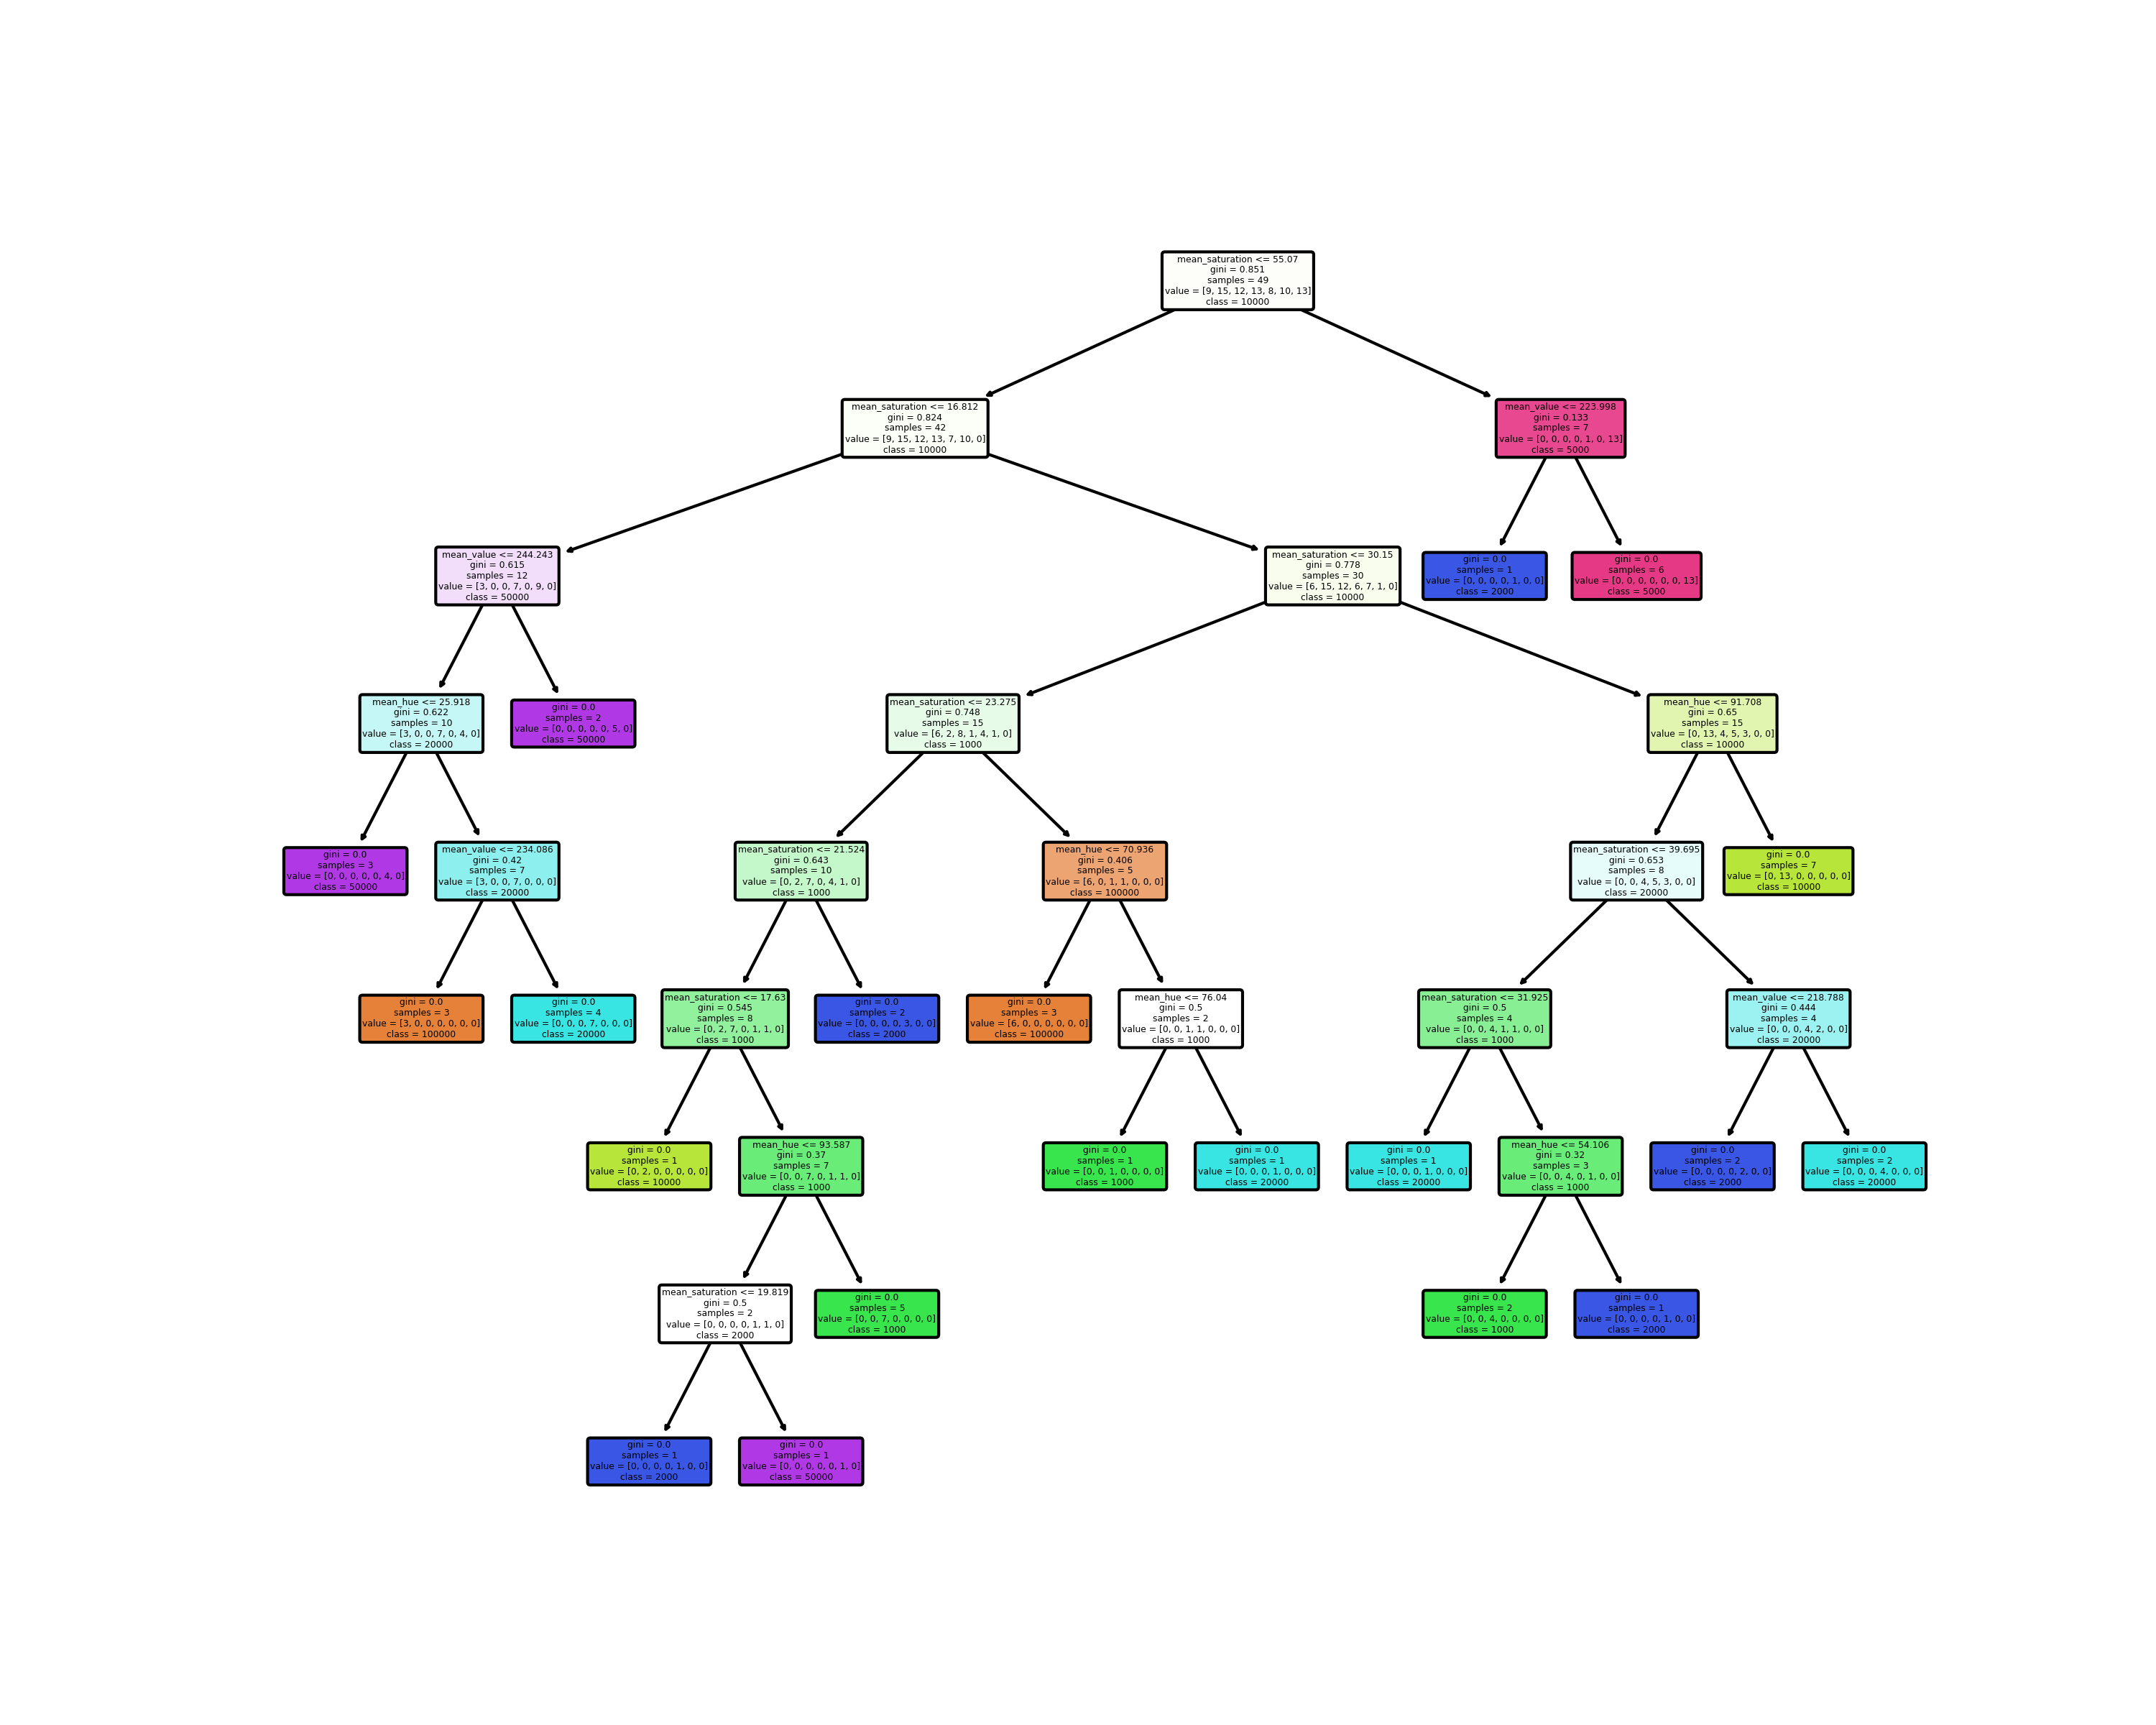 mean_saturation <= 55.07
gini = 0.851
samples = 49
value = [9, 15, 12, 13, 8, 10, 13]
class = 10000
mean_saturation <= 16.812
gini = 0.824
samples = 42
value = [9, 15, 12, 13, 7, 10, 0]
class = 10000
mean_value <= 223.998
gini = 0.133
samples = 7
value = [0, 0, 0, 0, 1, 0, 13]
class = 5000
mean_value <= 244.243
gini = 0.615
samples = 12
value = [3, 0, 0, 7, 0, 9, 0]
class = 50000
mean_saturation <= 30.15
gini = 0.778
samples = 30
value = [6, 15, 12, 6, 7, 1, 0]
class = 10000
gini = 0.0
samples = 1
value = [0, 0, 0, 0, 1, 0, 0]
class = 2000
gini = 0.0
samples = 6
value = [0, 0, 0, 0, 0, 0, 13]
class = 5000
mean_hue <= 25.918
gini = 0.622
samples = 10
value = [3, 0, 0, 7, 0, 4, 0]
class = 20000
gini = 0.0
samples = 2
value = [0, 0, 0, 0, 0, 5, 0]
class = 50000
mean_saturation <= 23.275
gini = 0.748
samples = 15
value = [6, 2, 8, 1, 4, 1, 0]
class = 1000
mean_hue <= 91.708
gini = 0.65
samples = 15
value = [0, 13, 4, 5, 3, 0, 0]
class = 10000
gini = 0.0
samples = 3
value = [0, 0, 0, 0, 0, 4, 0]
class = 50000
mean_value <= 234.086
gini = 0.42
samples = 7
value = [3, 0, 0, 7, 0, 0, 0]
class = 20000
mean_saturation <= 21.524
gini = 0.643
samples = 10
value = [0, 2, 7, 0, 4, 1, 0]
class = 1000
mean_hue <= 70.936
gini = 0.406
samples = 5
value = [6, 0, 1, 1, 0, 0, 0]
class = 100000
mean_saturation <= 39.695
gini = 0.653
samples = 8
value = [0, 0, 4, 5, 3, 0, 0]
class = 20000
gini = 0.0
samples = 7
value = [0, 13, 0, 0, 0, 0, 0]
class = 10000
gini = 0.0
samples = 3
value = [3, 0, 0, 0, 0, 0, 0]
class = 100000
gini = 0.0
samples = 4
value = [0, 0, 0, 7, 0, 0, 0]
class = 20000
mean_saturation <= 17.63
gini = 0.545
samples = 8
value = [0, 2, 7, 0, 1, 1, 0]
class = 1000
gini = 0.0
samples = 2
value = [0, 0, 0, 0, 3, 0, 0]
class = 2000
gini = 0.0
samples = 3
value = [6, 0, 0, 0, 0, 0, 0]
class = 100000
mean_hue <= 76.04
gini = 0.5
samples = 2
value = [0, 0, 1, 1, 0, 0, 0]
class = 1000
mean_saturation <= 31.925
gini = 0.5
samples = 4
value = [0, 0, 4, 1, 1, 0, 0]
class = 1000
mean_value <= 218.788
gini = 0.444
samples = 4
value = [0, 0, 0, 4, 2, 0, 0]
class = 20000
gini = 0.0
samples = 1
value = [0, 2, 0, 0, 0, 0, 0]
class = 10000
mean_hue <= 93.587
gini = 0.37
samples = 7
value = [0, 0, 7, 0, 1, 1, 0]
class = 1000
gini = 0.0
samples = 1
value = [0, 0, 1, 0, 0, 0, 0]
class = 1000
gini = 0.0
samples = 1
value = [0, 0, 0, 1, 0, 0, 0]
class = 20000
gini = 0.0
samples = 1
value = [0, 0, 0, 1, 0, 0, 0]
class = 20000
mean_hue <= 54.106
gini = 0.32
samples = 3
value = [0, 0, 4, 0, 1, 0, 0]
class = 1000
gini = 0.0
samples = 2
value = [0, 0, 0, 0, 2, 0, 0]
class = 2000
gini = 0.0
samples = 2
value = [0, 0, 0, 4, 0, 0, 0]
class = 20000
mean_saturation <= 19.819
gini = 0.5
samples = 2
value = [0, 0, 0, 0, 1, 1, 0]
class = 2000
gini = 0.0
samples = 5
value = [0, 0, 7, 0, 0, 0, 0]
class = 1000
gini = 0.0
samples = 2
value = [0, 0, 4, 0, 0, 0, 0]
class = 1000
gini = 0.0
samples = 1
value = [0, 0, 0, 0, 1, 0, 0]
class = 2000
gini = 0.0
samples = 1
value = [0, 0, 0, 0, 1, 0, 0]
class = 2000
gini = 0.0
samples = 1
value = [0, 0, 0, 0, 0, 1, 0]
class = 50000